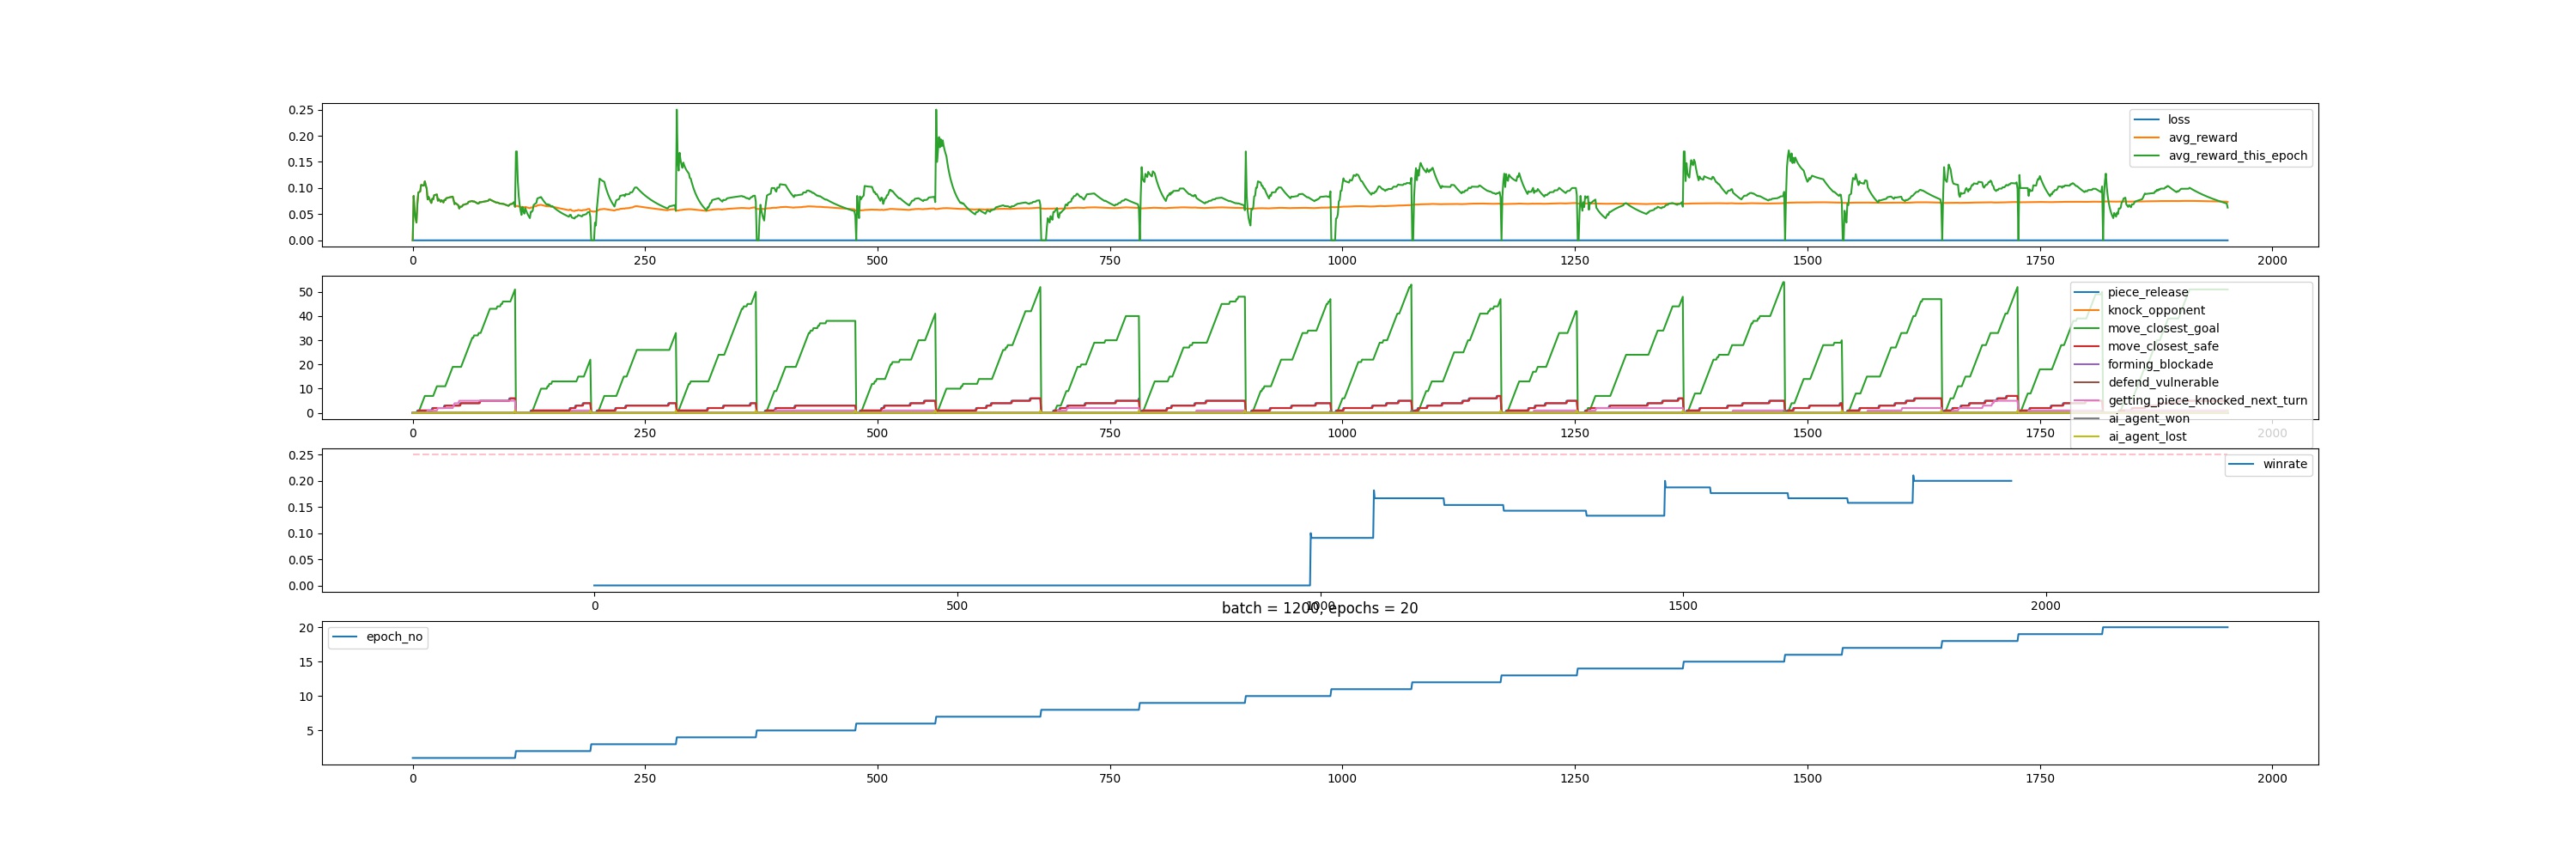 0.25
0.20
0.15
0.10
0.05
0.00
loss
avg_reward
avg_reward_this_epoch
0 250 500 750 1000 1250 1500 1750 2000
50
40
30
20
10
0
piece_release
knock_opponent
move_closest_goal
move_closest_safe
forming_blockade
defend_vulnerable
getting_piece_knocked_next_turn
ai_agent_won
ai_agent_lost
0 250 500 750 1000 1250 1500 1750 2000
0.25
0.20
0.15
0.10
0.05
0.00
winrate
0 500 1000 1500 2000
batch = 1200, epochs = 20
20
15
10
5
epoch_no
0 250 500 750 1000 1250 1500 1750 2000